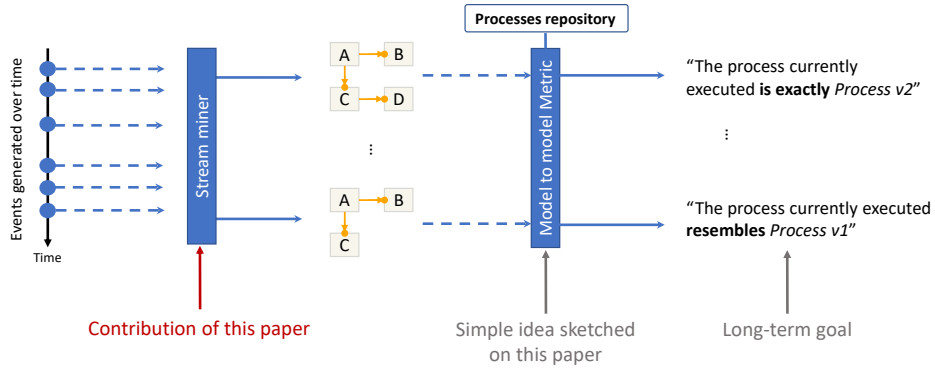 Processes repository
Events generated over time
Time
Stream miner
A
B
C
D
...
A
B
C
Model to model Metric
“The process currently
executed is exactly Process v2”
...
“The process currently executed
resembles Process v1”
Contribution of this paper
Simple idea sketched
on this paper
Long-term goal